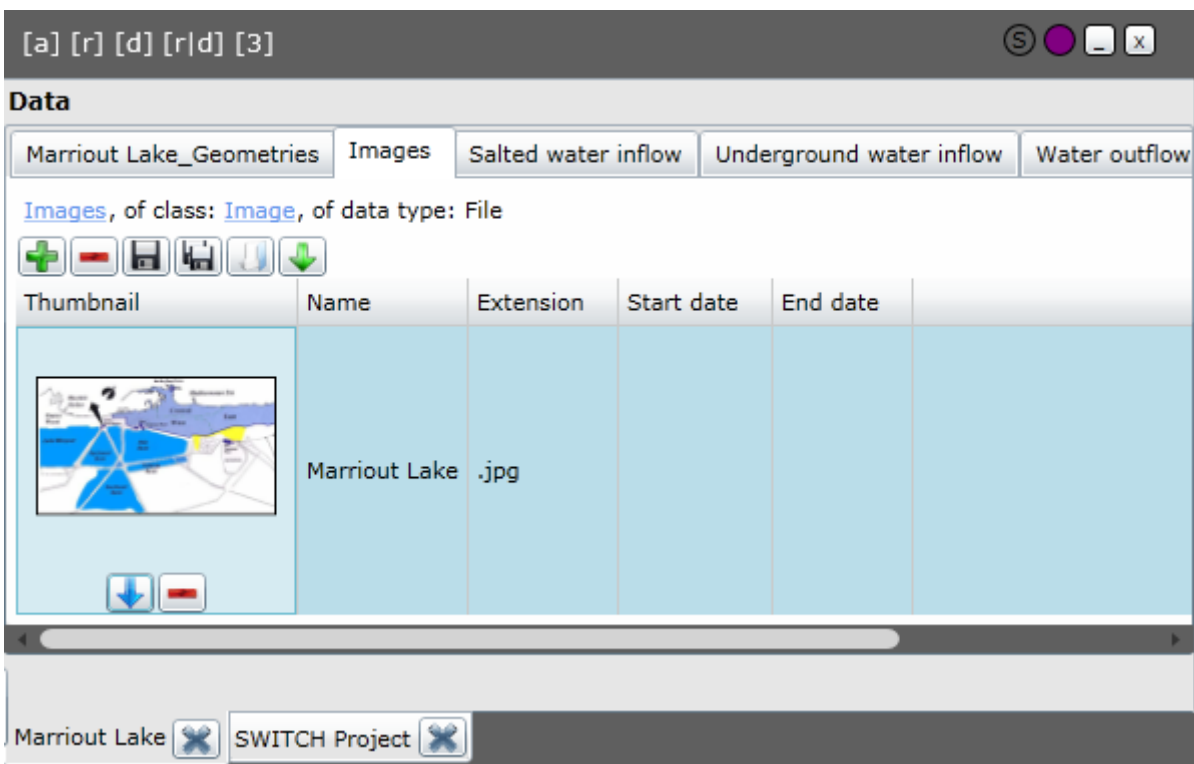 [a] [r] [d] [r|d] [3] S _ x
Data
Marriout Lake_Geometries Images Salted water inflow Underground water inflow Water outflow
Images, of class: Image, of data type: File
Thumbnail Name Extension Start date End date
Marriout Lake .jpg
Marriout Lake SWITCH Project